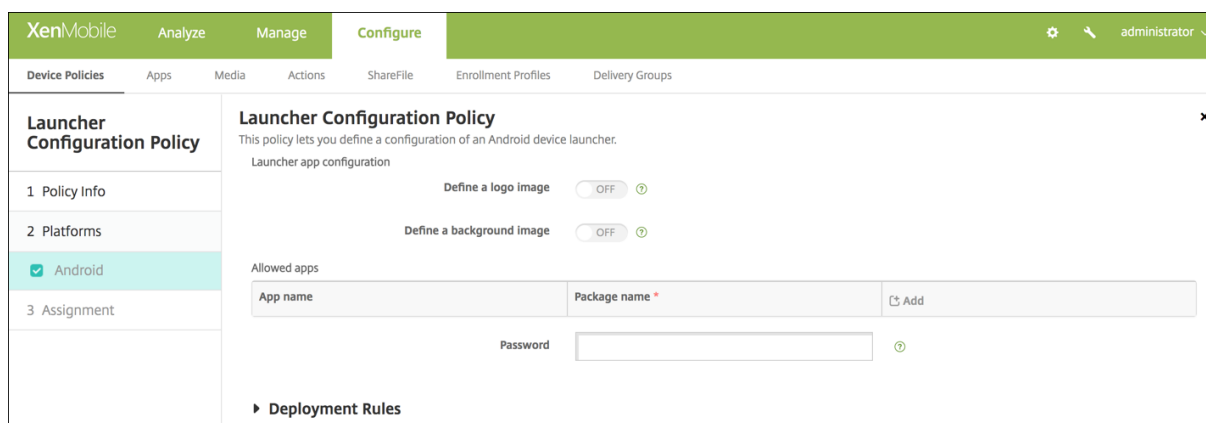 XenMobile Analyze Manage Configure administrator
Device Policies Apps Media Actions ShareFile Enrollment Profiles Delivery Groups
Launcher
Configuration Policy
1 Policy Info
2 Platforms
Android
3 Assignment
Launcher Configuration Policy
This policy lets you define a configuration of an Android device launcher.
Launcher app configuration
Define a logo image OFF ?
Define a background image OFF ?
Allowed apps
App name Package name * Add
Password ?
Deployment Rules